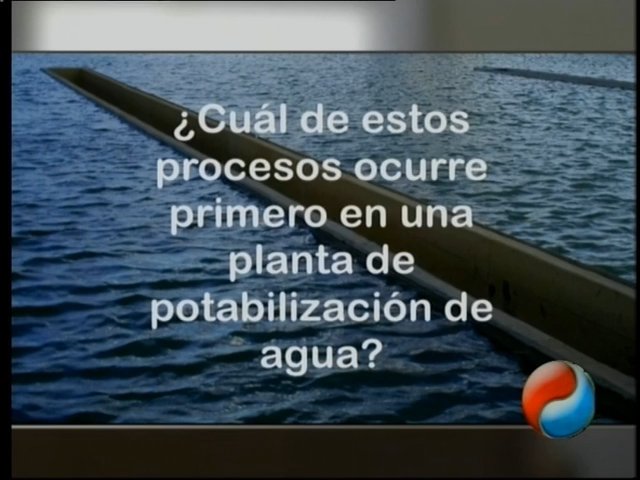 ¿Cuál de estos
procesos ocurre
primero en una
planta de
potabilización de
agua?